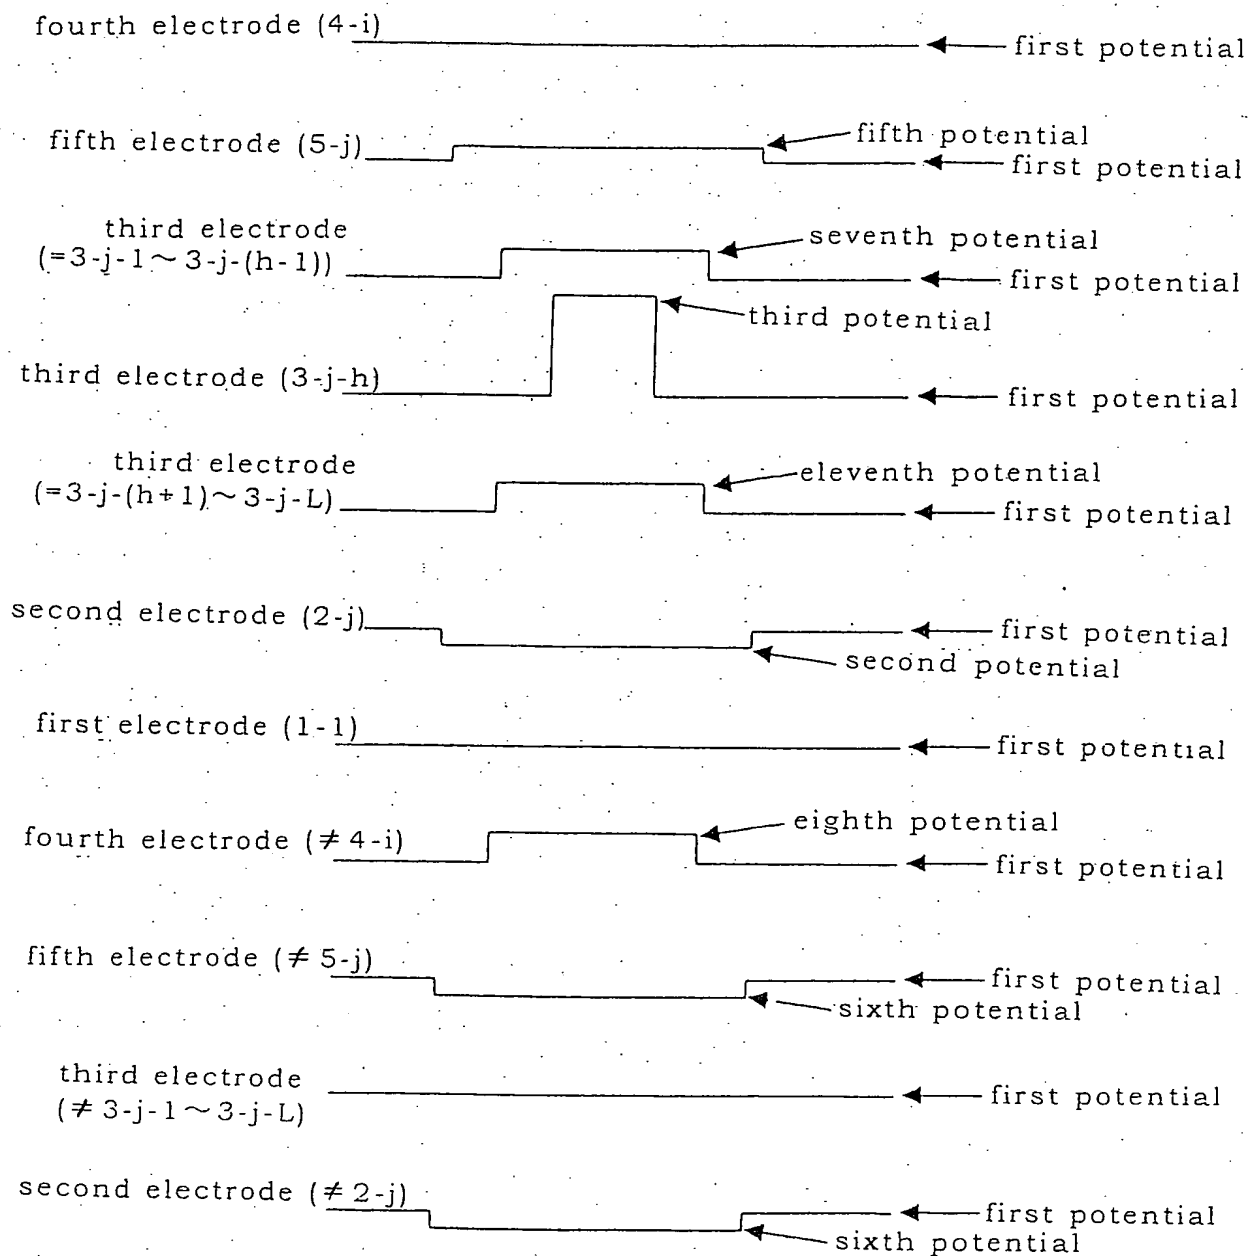 fourth electrode (4-i)
first potential
fifth electrode (5-j)
fifth potential
first potential
third electrode
(=3-j-1～3-j-(h-1))
seventh potential
first potential
third potential
third electrode (3-j-h)
first potential
third electrode
(=3-j-(h+1)～3-j-L)
eleventh potential
first potential
second electrode (2-j)
first potential
second potential
first electrode (1-1)
first potential
fourth electrode (≠4-i)
eighth potential
first potential
fifth electrode (≠5-j)
first potential
sixth potential
third electrode
(≠3-j-1～3-j-L)
first potential
second electrode (≠2-j)
first potential
sixth potential